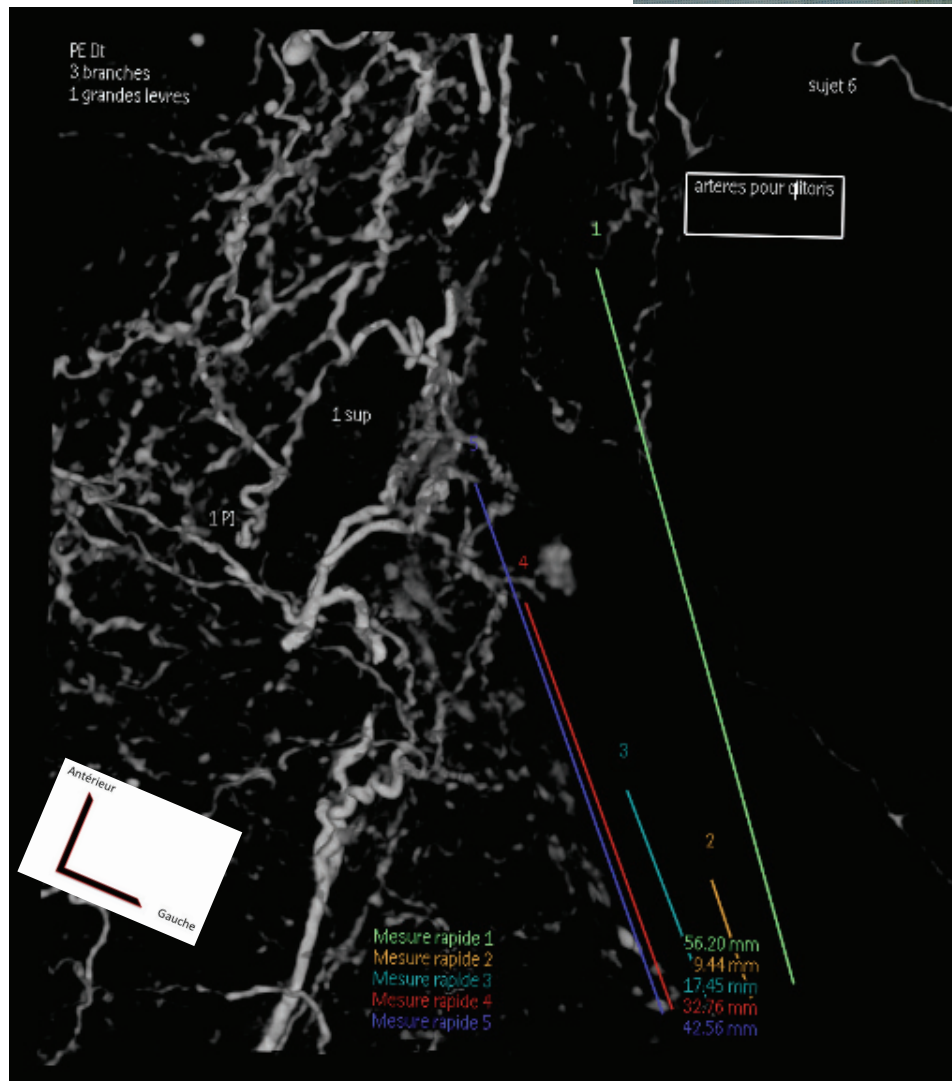 PE Dt
3 branches
1 grandes levres
sujet 6
arteres pour clitoris
1
1 sup
5
1 PI
4
3
2
Antérieur
Gauche
Mesure rapide 1 56.20 mm
Mesure rapide 2 9.44 mm
Mesure rapide 3 17.45 mm
Mesure rapide 4 32.76 mm
Mesure rapide 5 42.56 mm